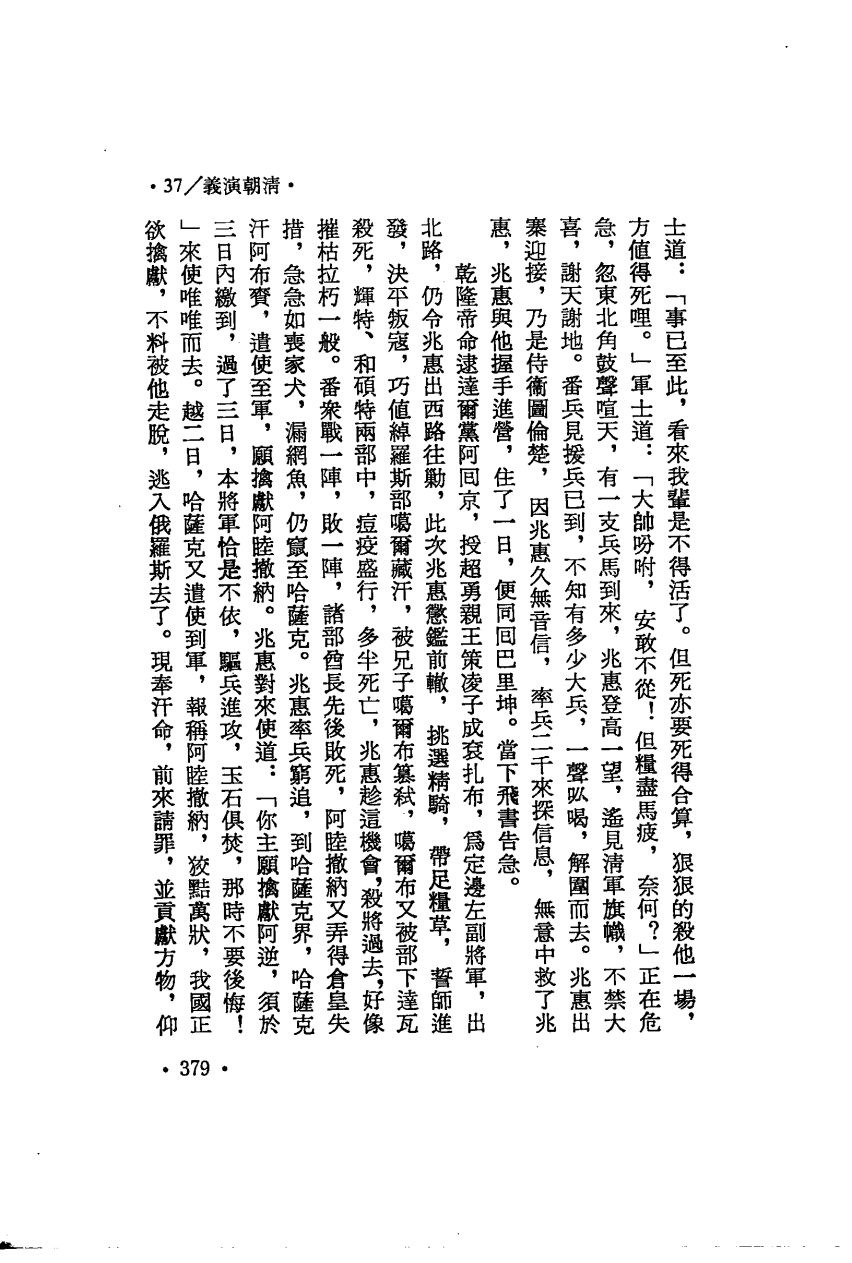 •37/義演朝清•
士道：「事已至此，看來我輩是不得活了。但死亦要死得合算，狠狠的殺他一場，
方值得死哩。」軍士道：「大帥吩咐，安敢不從！但糧盡馬疲，奈何？」正在危
急，忽東北角鼓聲喧天，有一支兵馬到來，兆惠登高一望，遙見清軍旗幟，不禁大
喜，謝天謝地。番兵見援兵已到，不知有多少大兵，一聲吆喝，解圍而去。兆惠出
寨迎接，乃是侍衞圖倫楚，因兆惠久無音信，率兵二千來探信息，無意中救了兆
惠，兆惠與他握手進營，住了一日，便同回巴里坤。當下飛書告急。
乾隆帝命逮達爾黨阿回京，授超勇親王策凌子成袞扎布，爲定邊左副將軍，出
北路，仍令兆惠出西路往勦，此次兆惠懲鑑前轍，挑選精騎，帶足糧草，誓師進
發，決平叛寇，巧值綽羅斯部噶爾藏汗，被兄子噶爾布篡弒，噶爾布又被部下達瓦
殺死，輝特、和碩特兩部中，痘疫盛行，多半死亡，兆惠趁這機會，殺將過去，好像
摧枯拉朽一般。番衆戰一陣，敗一陣，諸部酋長先後敗死，阿睦撤納又弄得倉皇失
措，急急如喪家犬，漏網魚，仍竄至哈薩克。兆惠率兵窮追，到哈薩克界，哈薩克
汗阿布賚，遣使至軍，願擒獻阿睦撤納。兆惠對來使道：「你主願擒獻阿逆，須於
三日內繳到，過了三日，本將軍恰是不依，驅兵進攻，玉石俱焚，那時不要後悔！
」來使唯唯而去。越二日，哈薩克又遣使到軍，報稱阿睦撤納，狡黠萬狀，我國正
欲擒獻，不料被他走脫，逃入俄羅斯去了。現奉汗命，前來請罪，並貢獻方物，仰
•379•